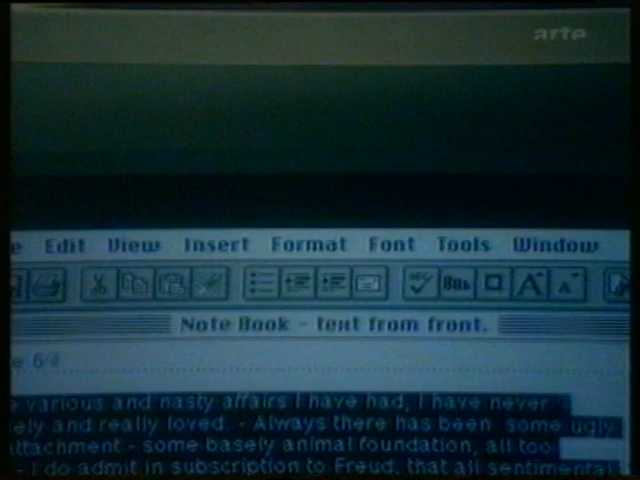 arte
e Edit View Insert Format Font Tools Window
Note Book - text from front.
e 6/4
e various and nasty affairs I have had, I have never
ely and really loved. - Always there has been some ugly
attachment - some basely animal foundation, all too
- I do admit in subscription to Freud, that all sentimental